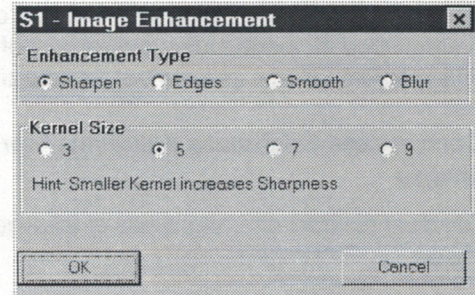 S1 - Image Enhancement
Enhancement Type
Sharpen Edges Smooth Blur
Kernel Size
3 5 7 9
Hint- Smaller Kernel increases Sharpness
OK Cancel